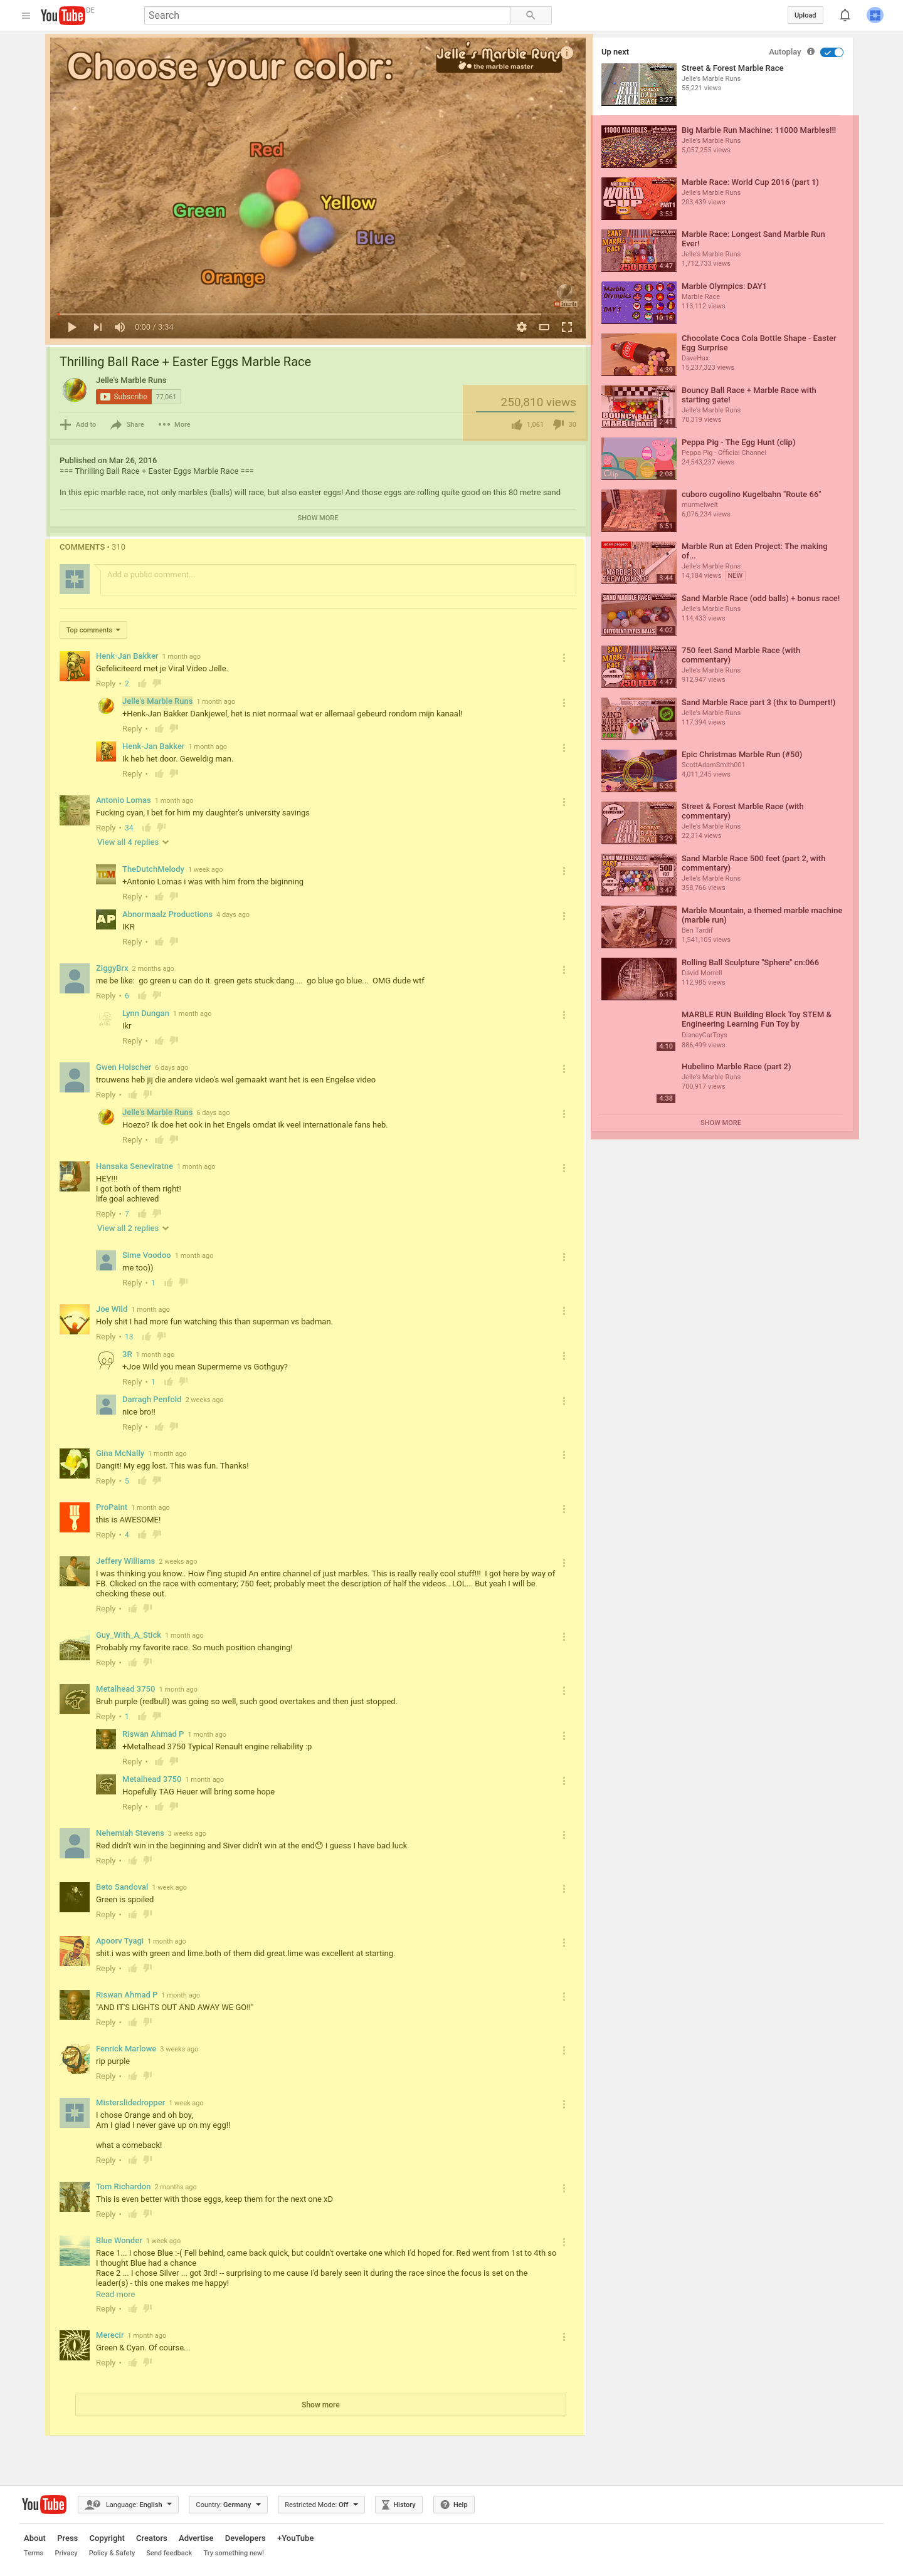 YouTube DE
Search
Upload
Choose your color:
Jelle's Marble Runs
the marble master
Red
Green
Yellow
Blue
Orange
0:00 / 3:34
Thrilling Ball Race + Easter Eggs Marble Race
Jelle's Marble Runs
Subscribe 77,061
250,810 views
Add to Share More
1,061 30
Published on Mar 26, 2016
=== Thrilling Ball Race + Easter Eggs Marble Race ===
In this epic marble race, not only marbles (balls) will race, but also easter eggs! And those eggs are rolling quite good on this 80 metre sand
SHOW MORE
COMMENTS • 310
Add a public comment...
Top comments
Henk-Jan Bakker 1 month ago
Gefeliciteerd met je Viral Video Jelle.
Reply • 2
Jelle's Marble Runs 1 month ago
+Henk-Jan Bakker Dankjewel, het is niet normaal wat er allemaal gebeurd rondom mijn kanaal!
Reply •
Henk-Jan Bakker 1 month ago
Ik heb het door. Geweldig man.
Reply •
Antonio Lomas 1 month ago
Fucking cyan, I bet for him my daughter's university savings
Reply • 34
View all 4 replies
TheDutchMelody 1 week ago
+Antonio Lomas i was with him from the biginning
Reply •
Abnormaalz Productions 4 days ago
IKR
Reply •
ZiggyBrx 2 months ago
me be like: go green u can do it. green gets stuck:dang.... go blue go blue... OMG dude wtf
Reply • 6
Lynn Dungan 1 month ago
Ikr
Reply •
Gwen Holscher 6 days ago
trouwens heb jij die andere video's wel gemaakt want het is een Engelse video
Reply •
Jelle's Marble Runs 6 days ago
Hoezo? Ik doe het ook in het Engels omdat ik veel internationale fans heb.
Reply •
Hansaka Seneviratne 1 month ago
HEY!!!
I got both of them right!
life goal achieved
Reply • 7
View all 2 replies
Sime Voodoo 1 month ago
me too))
Reply • 1
Joe Wild 1 month ago
Holy shit I had more fun watching this than superman vs badman.
Reply • 13
3R 1 month ago
+Joe Wild you mean Supermeme vs Gothguy?
Reply • 1
Darragh Penfold 2 weeks ago
nice bro!!
Reply •
Gina McNally 1 month ago
Dangit! My egg lost. This was fun. Thanks!
Reply • 5
ProPaint 1 month ago
this is AWESOME!
Reply • 4
Jeffery Williams 2 weeks ago
I was thinking you know.. How f'ing stupid An entire channel of just marbles. This is really really cool stuff!!! I got here by way of
FB. Clicked on the race with comentary; 750 feet; probably meet the description of half the videos.. LOL... But yeah I will be
checking these out.
Reply •
Guy_With_A_Stick 1 month ago
Probably my favorite race. So much position changing!
Reply •
Metalhead 3750 1 month ago
Bruh purple (redbull) was going so well, such good overtakes and then just stopped.
Reply • 1
Riswan Ahmad P 1 month ago
+Metalhead 3750 Typical Renault engine reliability :p
Reply •
Metalhead 3750 1 month ago
Hopefully TAG Heuer will bring some hope
Reply •
Nehemiah Stevens 3 weeks ago
Red didn't win in the beginning and Siver didn't win at the end I guess I have bad luck
Reply •
Beto Sandoval 1 week ago
Green is spoiled
Reply •
Apoorv Tyagi 1 month ago
shit.i was with green and lime.both of them did great.lime was excellent at starting.
Reply •
Riswan Ahmad P 1 month ago
"AND IT'S LIGHTS OUT AND AWAY WE GO!!"
Reply •
Fenrick Marlowe 3 weeks ago
rip purple
Reply •
Misterslidedropper 1 week ago
I chose Orange and oh boy,
Am I glad I never gave up on my egg!!
what a comeback!
Reply •
Tom Richardon 2 months ago
This is even better with those eggs, keep them for the next one xD
Reply •
Blue Wonder 1 week ago
Race 1... I chose Blue :-( Fell behind, came back quick, but couldn't overtake one which I'd hoped for. Red went from 1st to 4th so
I thought Blue had a chance
Race 2 ... I chose Silver ... got 3rd! -- surprising to me cause I'd barely seen it during the race since the focus is set on the
leader(s) - this one makes me happy!
Read more
Reply •
Merecir 1 month ago
Green & Cyan. Of course...
Reply •
Show more
Up next Autoplay
Street & Forest Marble Race
Jelle's Marble Runs
55,221 views
3:27
Big Marble Run Machine: 11000 Marbles!!!
Jelle's Marble Runs
5,057,255 views
5:59
Marble Race: World Cup 2016 (part 1)
Jelle's Marble Runs
203,439 views
3:53
Marble Race: Longest Sand Marble Run
Ever!
Jelle's Marble Runs
1,712,733 views
4:47
Marble Olympics: DAY1
Marble Race
113,112 views
10:16
Chocolate Coca Cola Bottle Shape - Easter
Egg Surprise
DaveHax
15,237,323 views
4:39
Bouncy Ball Race + Marble Race with
starting gate!
Jelle's Marble Runs
70,319 views
2:41
Peppa Pig - The Egg Hunt (clip)
Peppa Pig - Official Channel
24,543,237 views
2:08
cuboro cugolino Kugelbahn "Route 66"
murmelwelt
6,076,234 views
6:51
Marble Run at Eden Project: The making
of...
Jelle's Marble Runs
14,184 views NEW
3:44
Sand Marble Race (odd balls) + bonus race!
Jelle's Marble Runs
114,433 views
4:02
750 feet Sand Marble Race (with
commentary)
Jelle's Marble Runs
912,947 views
4:47
Sand Marble Race part 3 (thx to Dumpert!)
Jelle's Marble Runs
117,394 views
4:56
Epic Christmas Marble Run (#50)
ScottAdamSmith001
4,011,245 views
5:35
Street & Forest Marble Race (with
commentary)
Jelle's Marble Runs
22,314 views
3:29
Sand Marble Race 500 feet (part 2, with
commentary)
Jelle's Marble Runs
358,766 views
3:47
Marble Mountain, a themed marble machine
(marble run)
Ben Tardif
1,541,105 views
7:27
Rolling Ball Sculpture "Sphere" cn:066
David Morrell
112,985 views
6:15
MARBLE RUN Building Block Toy STEM &
Engineering Learning Fun Toy by
DisneyCarToys
886,499 views
4:10
Hubelino Marble Race (part 2)
Jelle's Marble Runs
700,917 views
4:38
SHOW MORE
YouTube Language: English Country: Germany Restricted Mode: Off History Help
About Press Copyright Creators Advertise Developers +YouTube
Terms Privacy Policy & Safety Send feedback Try something new!